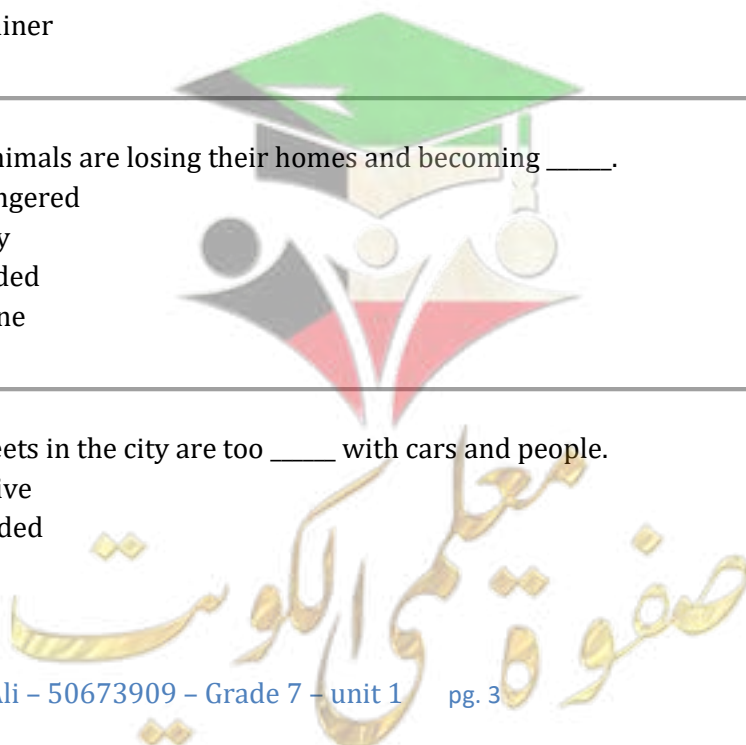 iner
nimals are losing their homes and becoming ______.
ngered
y
ded
ne
eets in the city are too ______ with cars and people.
ive
ded
صفوة معلمي الكويت
Ali – 50673909 – Grade 7 – unit 1 pg. 3